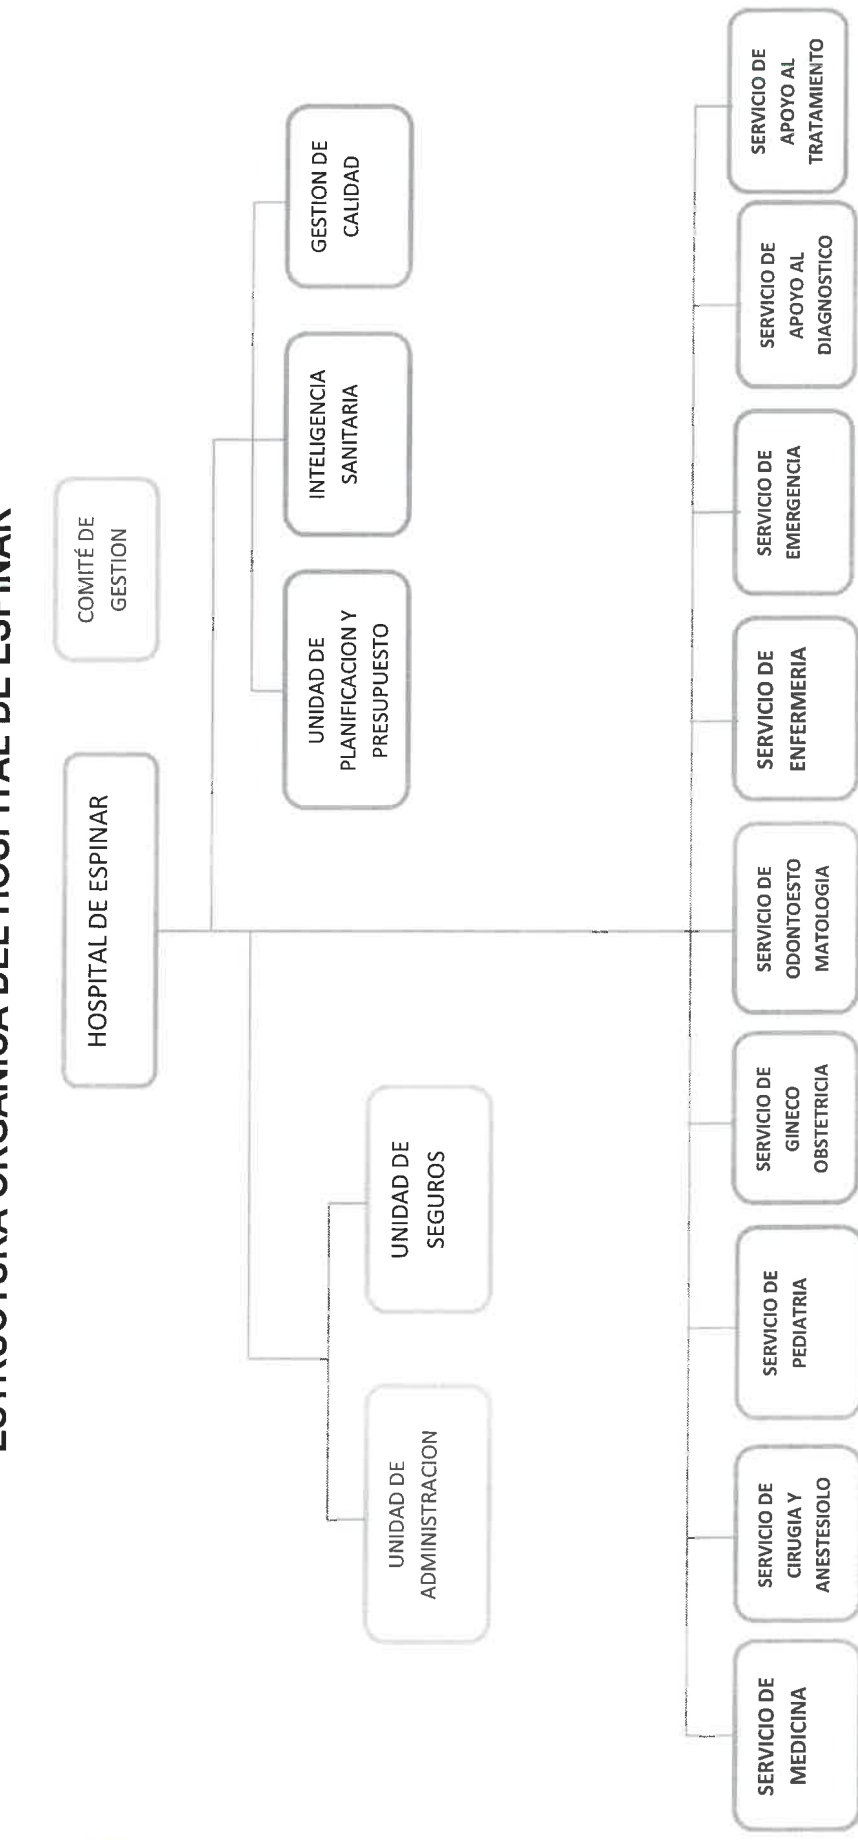 ESTRUCTURA ORGANICA DEL HOSPITAL DE ESPINAR
COMITÉ DE
GESTION
HOSPITAL DE ESPINAR
UNIDAD DE
PLANIFICACION Y
PRESUPUESTO
INTELIGENCIA
SANITARIA
GESTION DE
CALIDAD
UNIDAD DE
ADMINISTRACION
UNIDAD DE
SEGUROS
SERVICIO DE
MEDICINA
SERVICIO DE
CIRUGIA Y
ANESTESIOLO
SERVICIO DE
PEDIATRIA
SERVICIO DE
GINECO
OBSTETRICIA
SERVICIO DE
ODONTOESTO
MATOLOGIA
SERVICIO DE
ENFERMERIA
SERVICIO DE
EMERGENCIA
SERVICIO DE
APOYO AL
DIAGNOSTICO
SERVICIO DE
APOYO AL
TRATAMIENTO